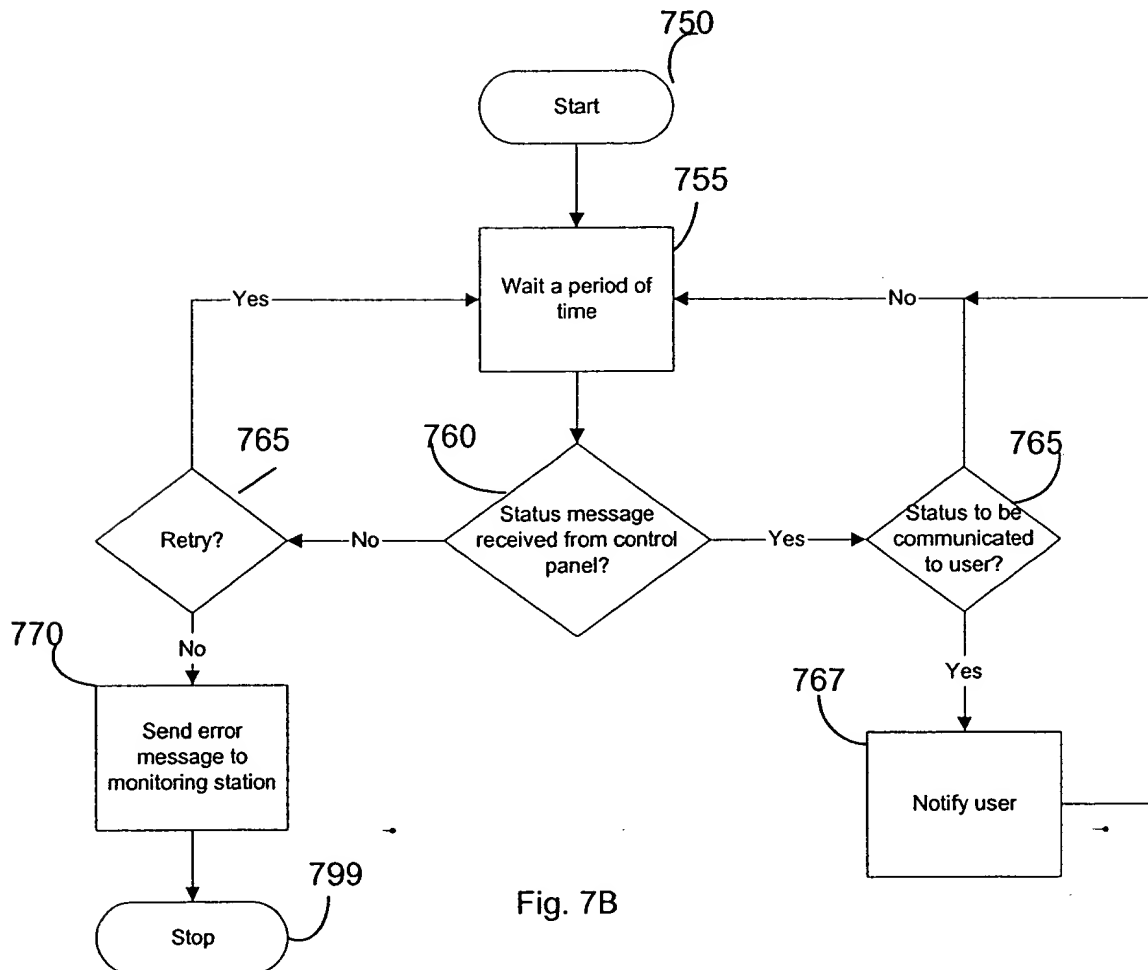 750
Start
755
Wait a period of
time
Yes
No
765
760
765
Retry?
No
Status message
received from control
panel?
Yes
Status to be
communicated
to user?
No
770
Yes
767
Send error
message to
monitoring station
Notify user
799
Stop
Fig. 7B